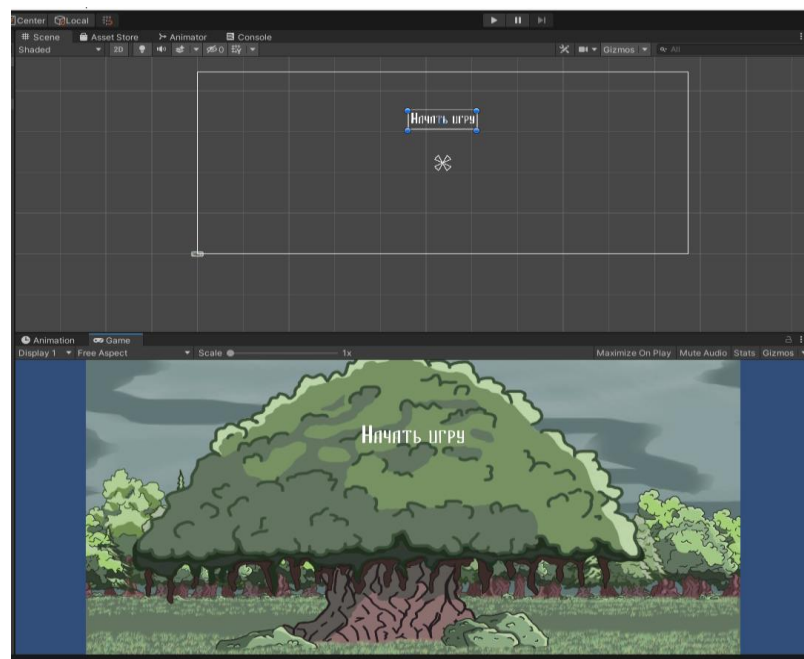 Center Local
Scene Asset Store Animator Console
Shaded 2D 0 Gizmos All
Начать игру
Animation Game
Display 1 Free Aspect Scale 1x Maximize On Play Mute Audio Stats Gizmos
Начать игру